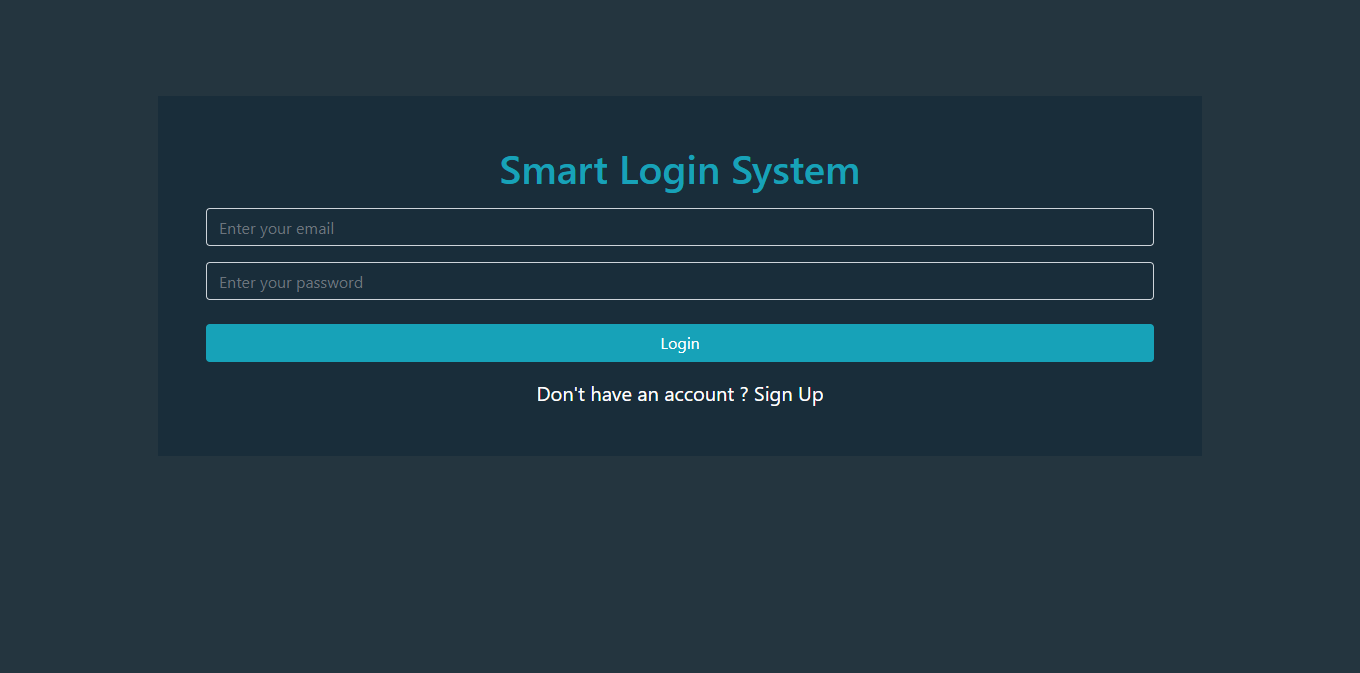 Smart Login System
Enter your email
Enter your password
Login
Don't have an account ? Sign Up